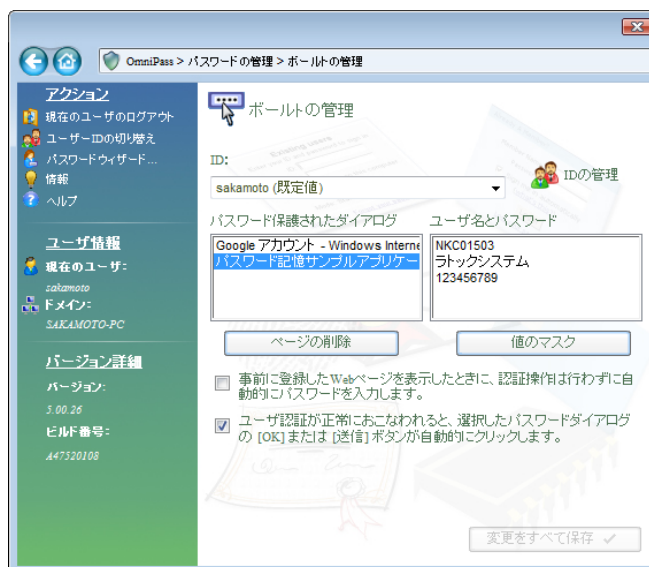 OmniPass > パスワードの管理 > ボールトの管理
アクション
現在のユーザのログアウト
ユーザーIDの切り替え
パスワードウィザード...
情報
ヘルプ
ユーザ情報
現在のユーザ:
sakamoto
ドメイン:
SAKAMOTO-PC
バージョン詳細
バージョン:
5.00.26
ビルド番号:
A47520108
ボールトの管理
ID:
sakamoto (既定値)
IDの管理
パスワード保護されたダイアログ
Google アカウント - Windows Interne
パスワード記憶サンプルアプリケー
ユーザ名とパスワード
NKC01503
ラトックシステム
123456789
ページの削除
値のマスク
事前に登録したWebページを表示したときに、認証操作は行わずに自
動的にパスワードを入力します。
ユーザ認証が正常におこなわれると、選択したパスワードダイアログ
の [OK] または [送信] ボタンが自動的にクリックします。
変更をすべて保存